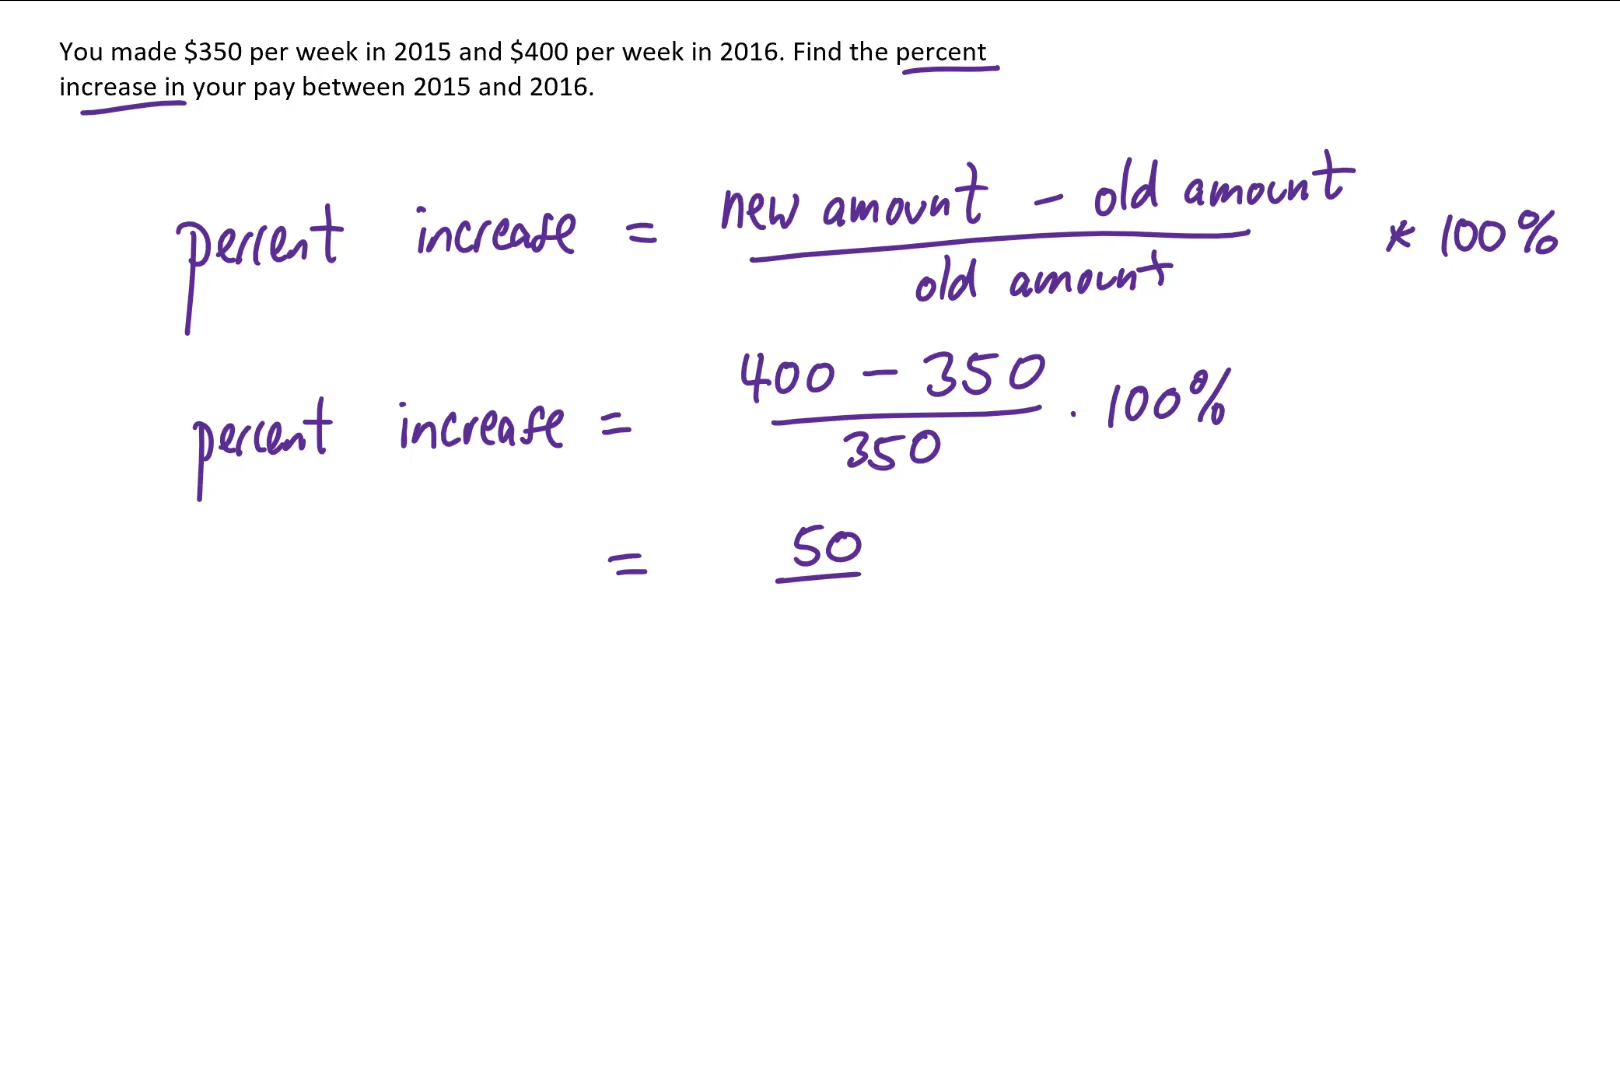 You made $350 per week in 2015 and $400 per week in 2016. Find the percent
increase in your pay between 2015 and 2016.
percent increase = new amount - old amount * 100%
old amount
percent increase = 400 - 350 . 100%
350
= 50